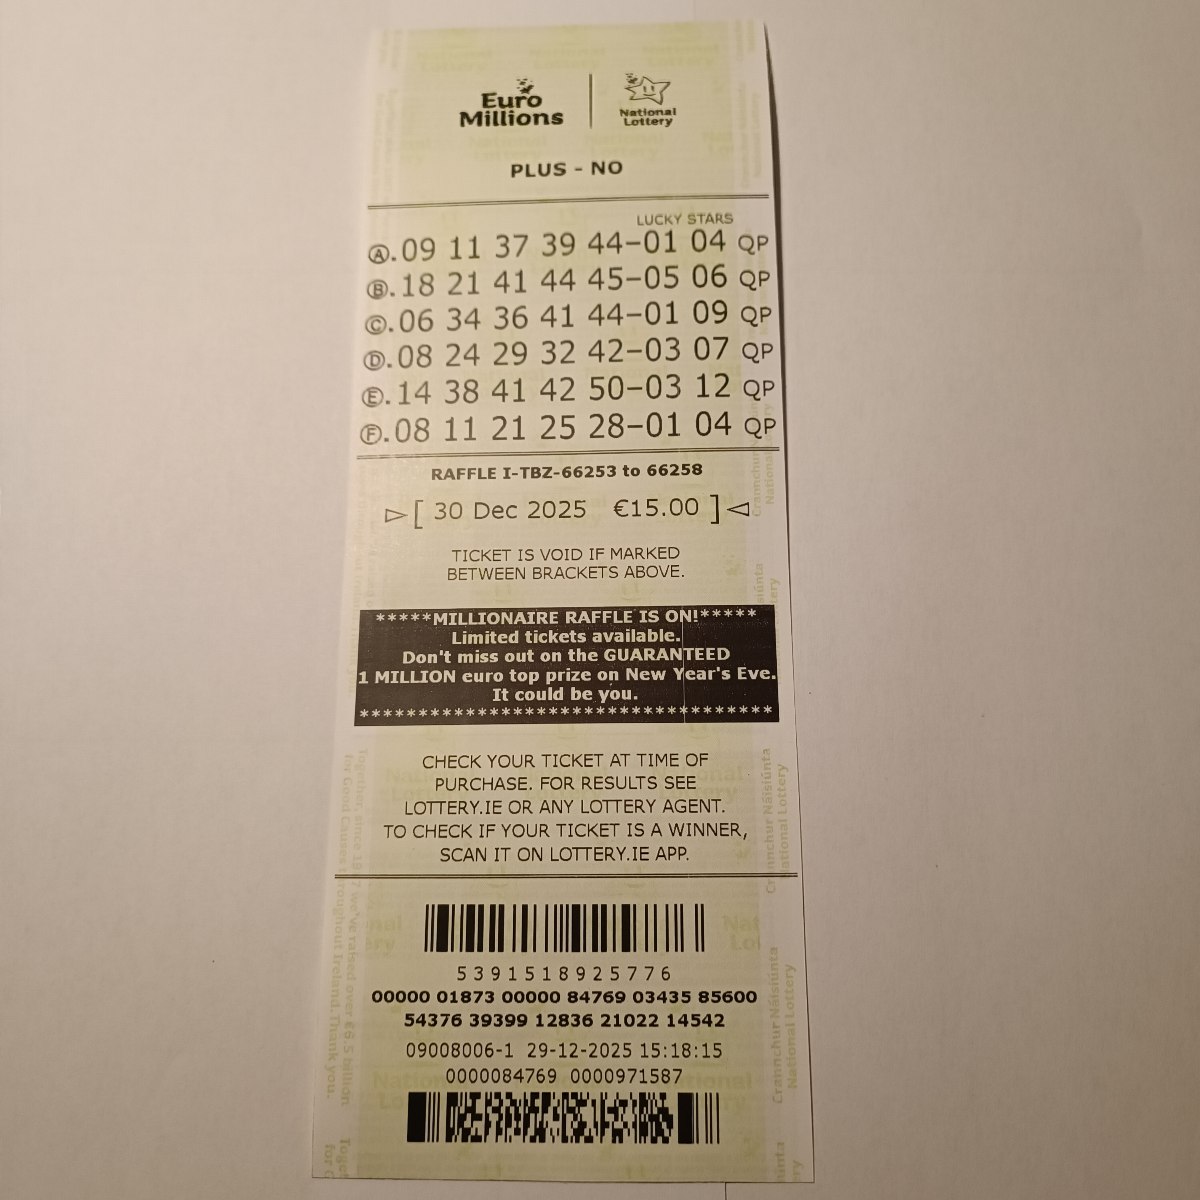 Euro
Millions
National
Lottery
PLUS - NO
LUCKY STARS
Ⓐ.09 11 37 39 44-01 04 QP
Ⓑ.18 21 41 44 45-05 06 QP
Ⓒ.06 34 36 41 44-01 09 QP
Ⓓ.08 24 29 32 42-03 07 QP
Ⓔ.14 38 41 42 50-03 12 QP
Ⓕ.08 11 21 25 28-01 04 QP
RAFFLE I-TBZ-66253 to 66258
▻[ 30 Dec 2025 €15.00 ]◅
TICKET IS VOID IF MARKED
BETWEEN BRACKETS ABOVE.
*****MILLIONAIRE RAFFLE IS ON!*****
Limited tickets available.
Don't miss out on the GUARANTEED
1 MILLION euro top prize on New Year's Eve.
It could be you.
***********************************
CHECK YOUR TICKET AT TIME OF
PURCHASE. FOR RESULTS SEE
LOTTERY.IE OR ANY LOTTERY AGENT.
TO CHECK IF YOUR TICKET IS A WINNER,
SCAN IT ON LOTTERY.IE APP.
5391518925776
00000 01873 00000 84769 03435 85600
54376 39399 12836 21022 14542
09008006-1 29-12-2025 15:18:15
0000084769 0000971587
Crannchur Náisiúnta
National Lottery